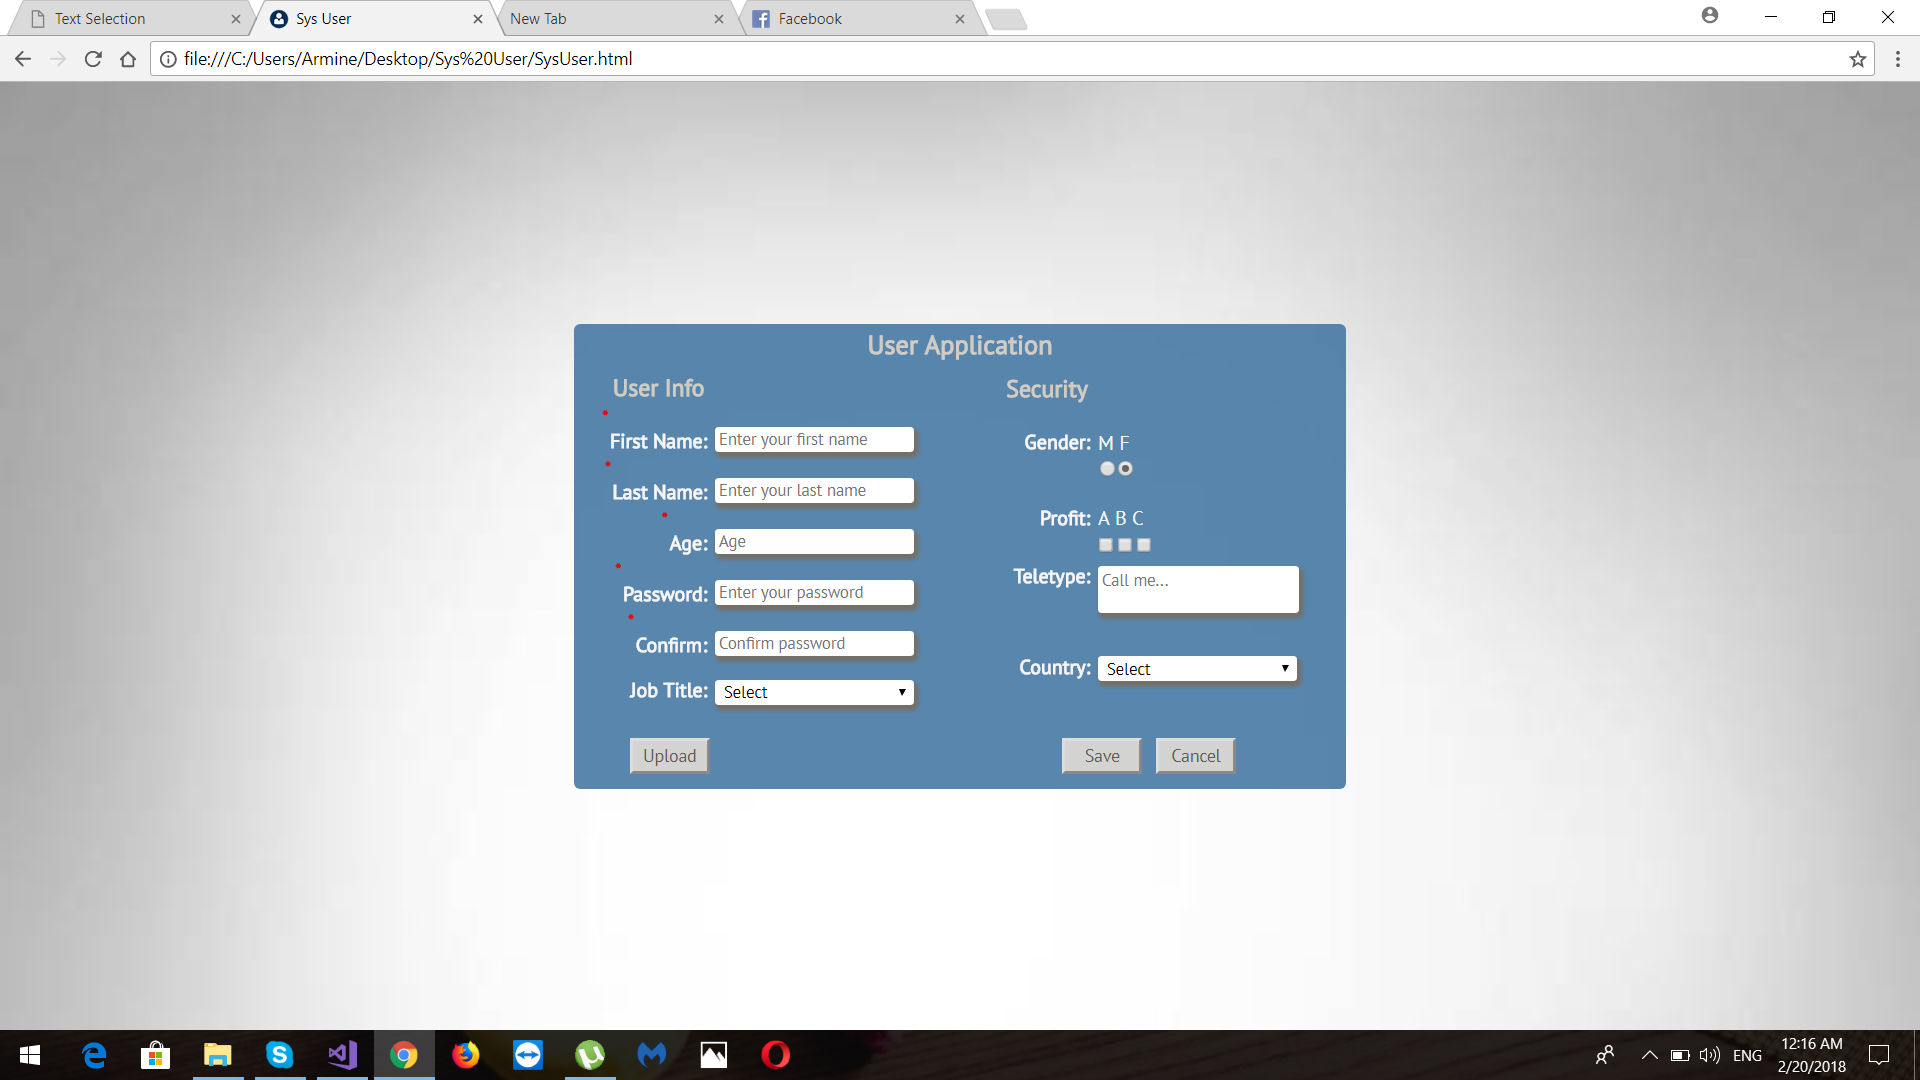 Text Selection
Sys User
New Tab
Facebook
file:///C:/Users/Armine/Desktop/Sys%20User/SysUser.html
User Application
User Info
First Name: Enter your first name
Last Name: Enter your last name
Age: Age
Password: Enter your password
Confirm: Confirm password
Job Title: Select
Upload
Security
Gender: M F
Profit: A B C
Teletype: Call me...
Country: Select
Save
Cancel
ENG
12:16 AM
2/20/2018